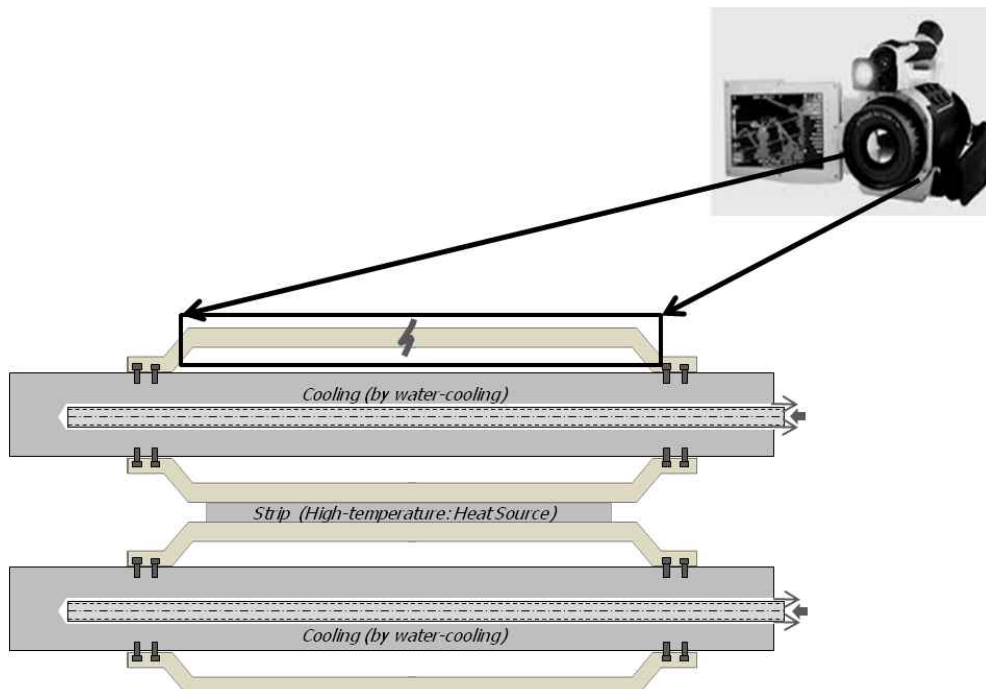 Cooling (by water-cooling)
Strip (High-temperature: Heat Source)
Cooling (by water-cooling)